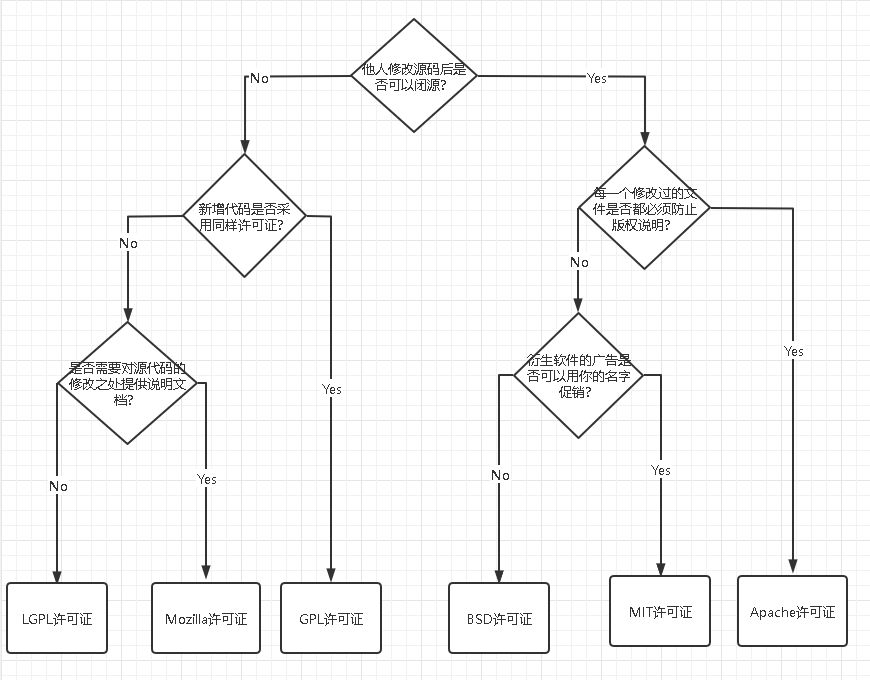 他人修改源码后是
否可以闭源?
No
Yes
新增代码是否采
用同样许可证?
每一个修改过的文
件是否都必须防止
版权说明?
No
No
Yes
Yes
是否需要对源代码的
修改之处提供说明文
档?
衍生软件的广告是
否可以用你的名字
促销?
No
Yes
No
Yes
LGPL许可证
Mozilla许可证
GPL许可证
BSD许可证
MIT许可证
Apache许可证